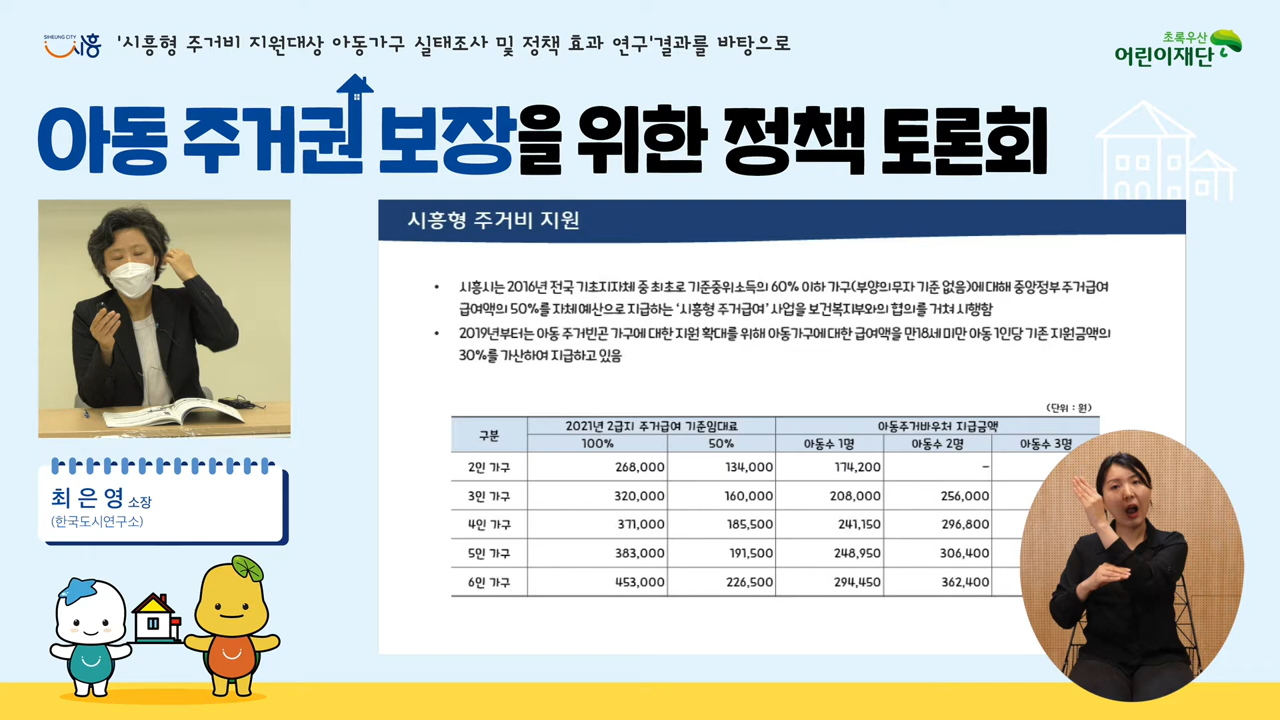 SIHEUNG CITY
시흥
'시흥형 주거비 지원대상 아동가구 실태조사 및 정책 효과 연구'결과를 바탕으로
초록우산
어린이재단
아동 주거권 보장을 위한 정책 토론회
시흥형 주거비 지원
• 시흥시는 2016년 전국 기초지자체 중 최초로 기준중위소득의 60% 이하 가구(부양의무자 기준 없음)에 대해 중앙정부 주거급여
급여액의 50%를 자체 예산으로 지급하는 '시흥형 주거급여' 사업을 보건복지부와의 협의를 거쳐 시행함
• 2019년부터는 아동 주거빈곤 가구에 대한 지원 확대를 위해 아동가구에 대한 급여액을 만18세 미만 아동 1인당 기존 지원금액의
30%를 가산하여 지급하고 있음
(단위 : 원)
구분 2021년 2급지 주거급여 기준임대료 아동주거바우처 지급금액
100% 50% 아동수 1명 아동수 2명 아동수 3명
2인 가구 268,000 134,000 174,200 –
3인 가구 320,000 160,000 208,000 256,000
4인 가구 371,000 185,500 241,150 296,800
5인 가구 383,000 191,500 248,950 306,400
6인 가구 453,000 226,500 294,450 362,400
최은영 소장
(한국도시연구소)